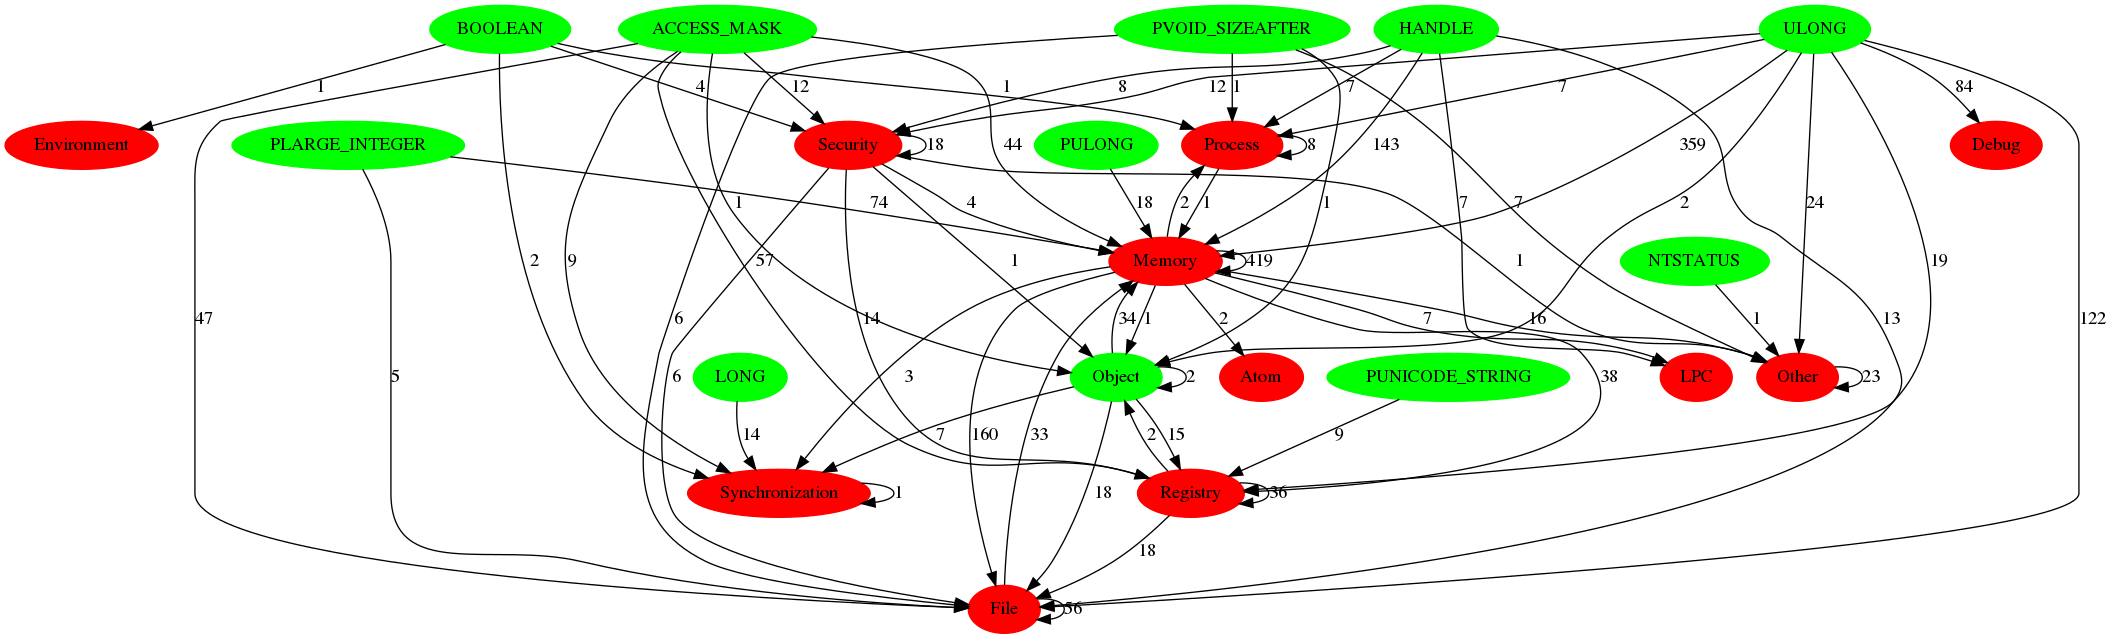 BOOLEAN ACCESS_MASK PVOID_SIZEAFTER HANDLE ULONG
1 4 12 1 8 12 1 7 7 84
Environment PLARGE_INTEGER Security 18 PULONG Process 8 Debug
44 143 359
1 74 4 18 2 1 1 7 7 2 24
2 9 57 1 Memory 419 1 NTSTATUS 19
47 6 14 34 1 2 7 16 1 13 122
5 LONG 6 3 Object 2 Atom PUNICODE_STRING 38 LPC Other 23
14 7 160 33 2 15 9
Synchronization 1 18 Registry 36
18
File 56